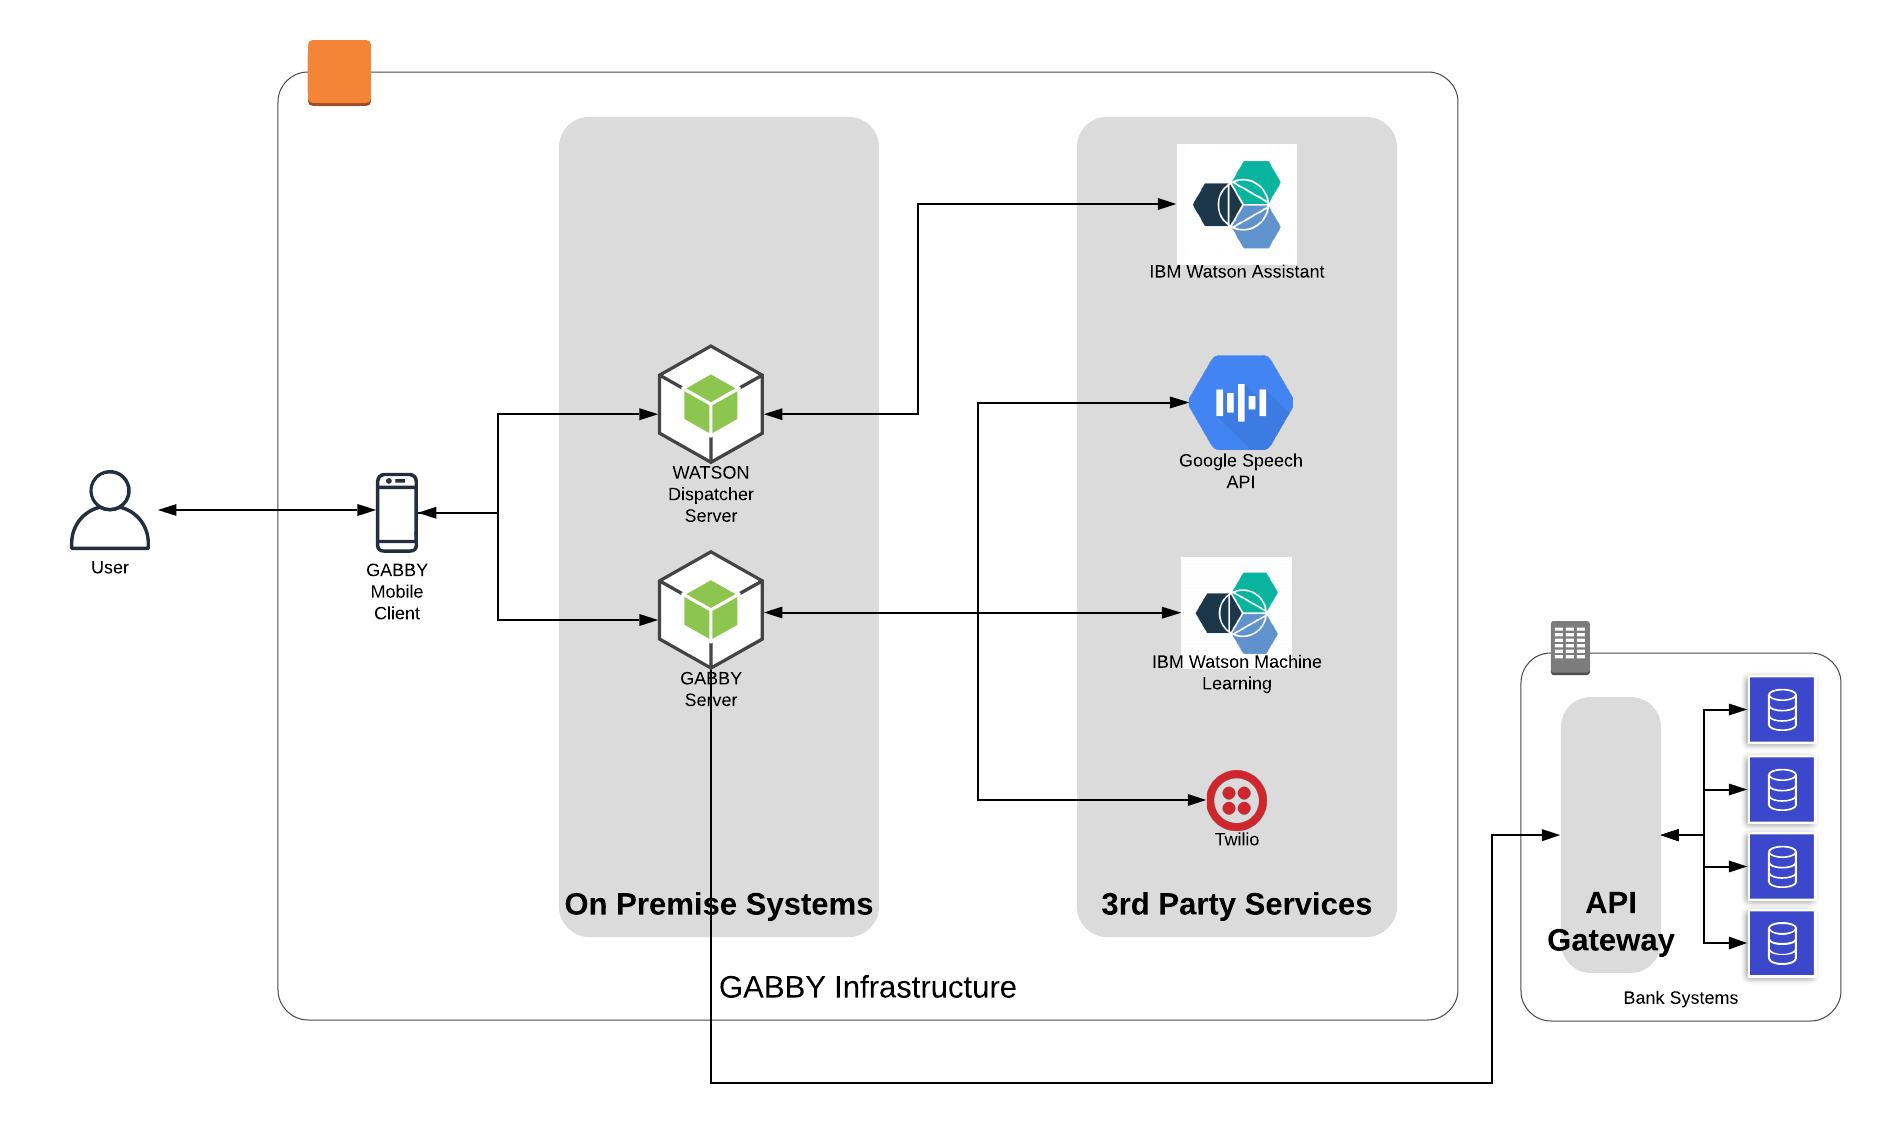 IBM Watson Assistant
Google Speech
API
WATSON
Dispatcher
Server
User
GABBY
Mobile
Client
GABBY
Server
IBM Watson Machine
Learning
Twilio
On Premise Systems
3rd Party Services
API
Gateway
GABBY Infrastructure
Bank Systems